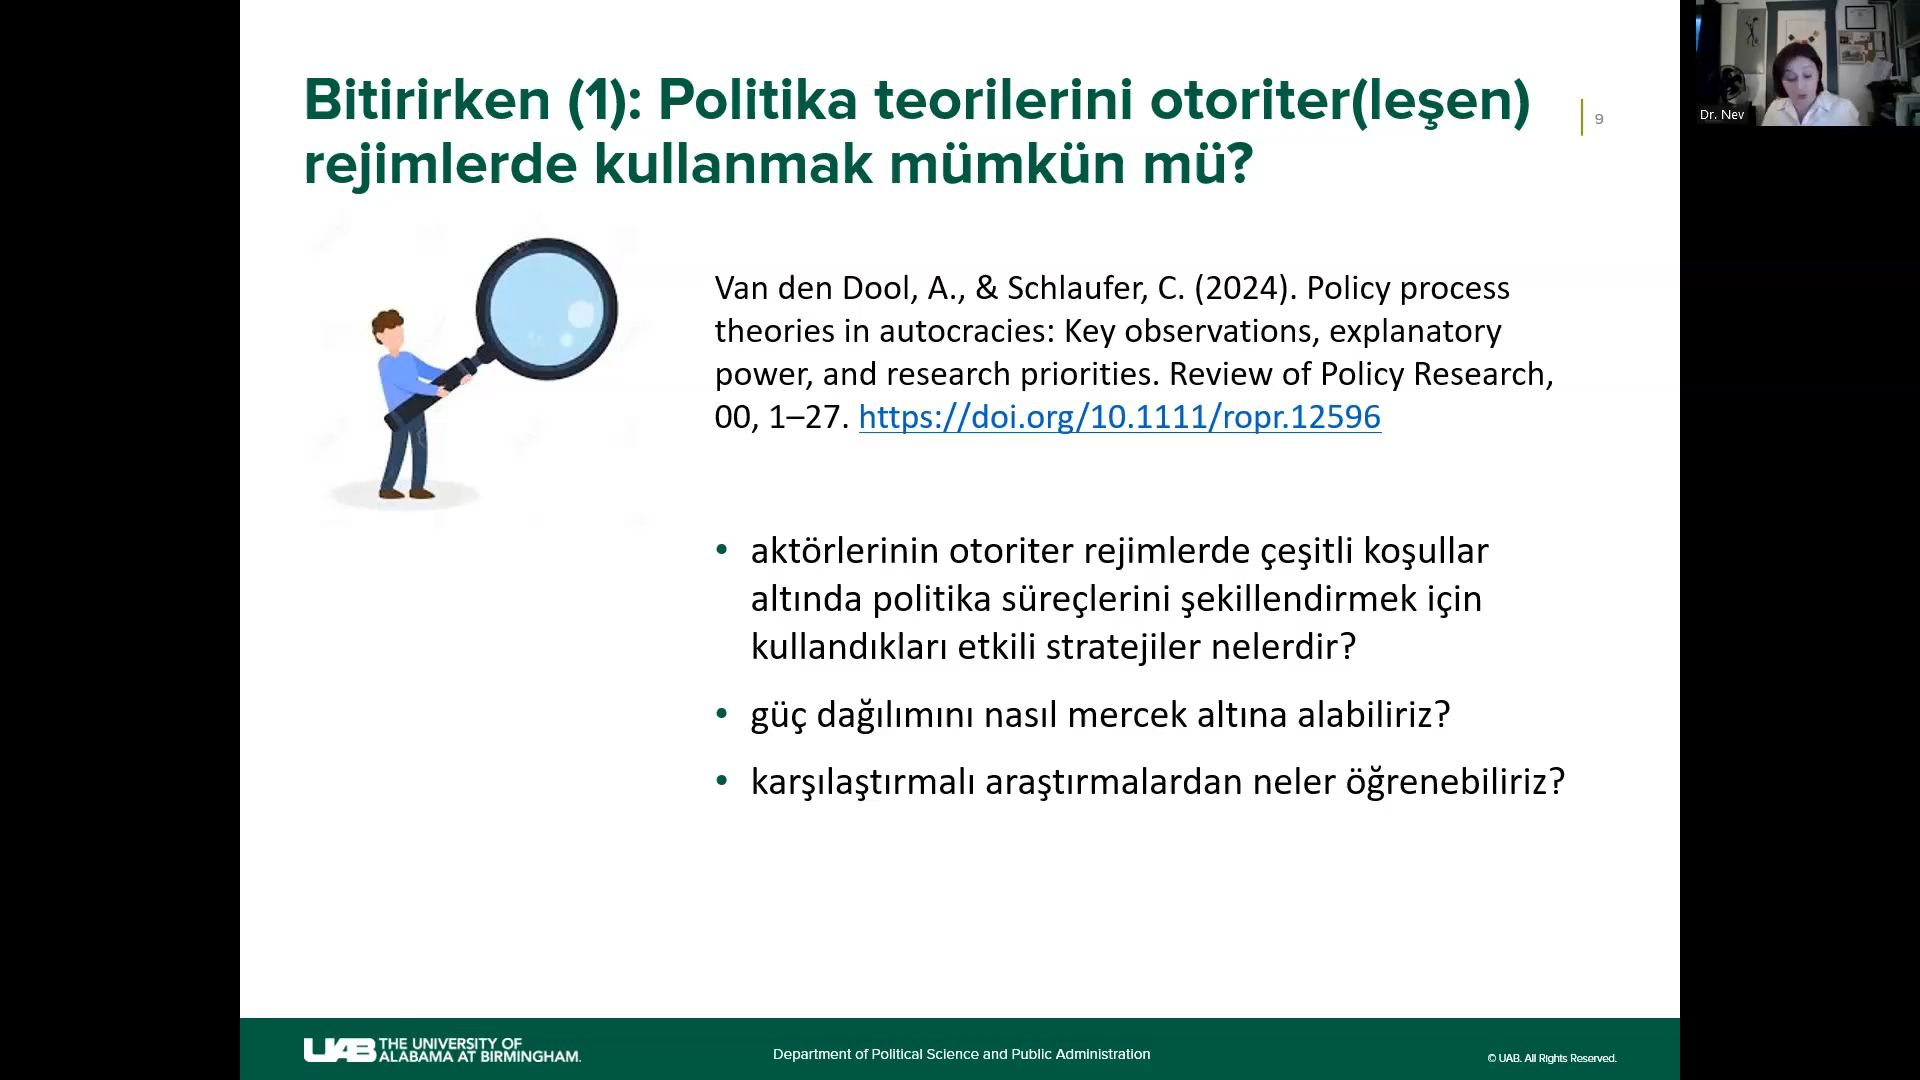 Bitirirken (1): Politika teorilerini otoriter(leşen)
rejimlerde kullanmak mümkün mü?
9
Dr. Nev
Van den Dool, A., & Schlaufer, C. (2024). Policy process
theories in autocracies: Key observations, explanatory
power, and research priorities. Review of Policy Research,
00, 1–27. https://doi.org/10.1111/ropr.12596
• aktörlerinin otoriter rejimlerde çeşitli koşullar
altında politika süreçlerini şekillendirmek için
kullandıkları etkili stratejiler nelerdir?
• güç dağılımını nasıl mercek altına alabiliriz?
• karşılaştırmalı araştırmalardan neler öğrenebiliriz?
UAB THE UNIVERSITY OF
ALABAMA AT BIRMINGHAM.
Department of Political Science and Public Administration
© UAB. All Rights Reserved.